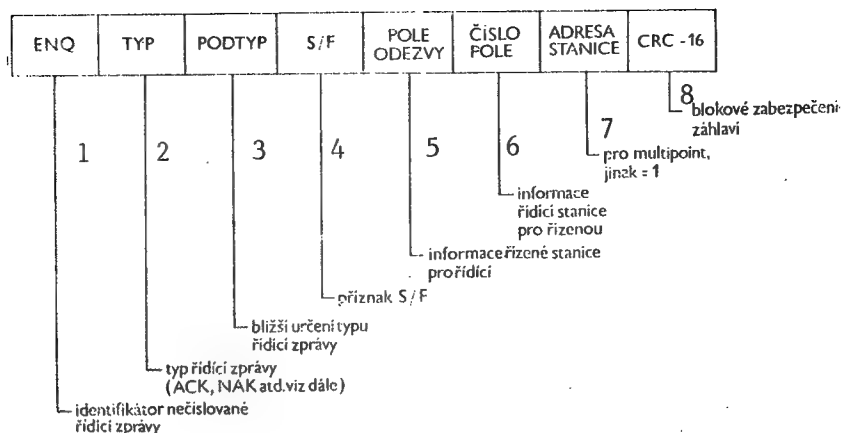 ENQ TYP PODTYP S/F POLE ODEZVY ČÍSLO POLE ADRESA STANICE CRC -16
1 2 3 4 5 6 7 8
blokové zabezpečení
záhlaví
pro multipoint,
jinak = 1
informace
řídicí stanice
pro řízenou
informace řízené stanice
pro řídící
příznak S/F
bližší určení typu
řídicí zprávy
typ řídící zprávy
(ACK, NAK atd. viz dále)
identifikátor nečíslované
řídicí zprávy